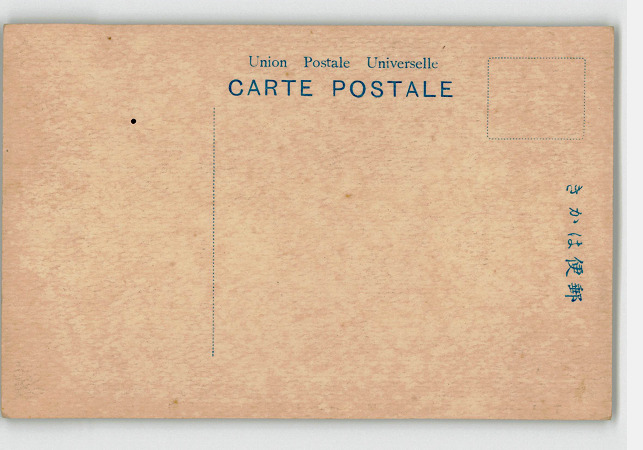 Union Postale Universelle
CARTE POSTALE
きかは便郵